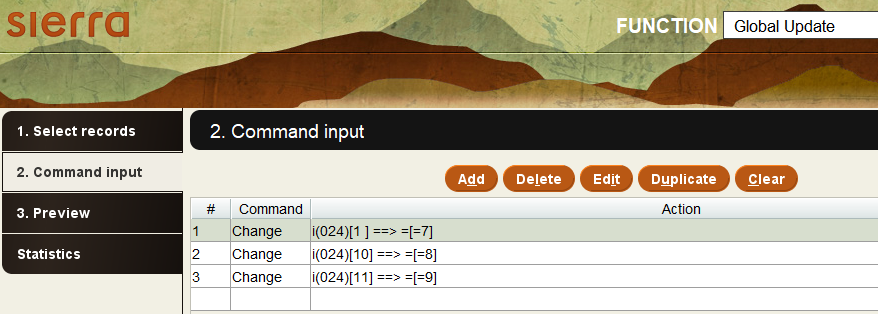 sierra
FUNCTION Global Update
1. Select records
2. Command input
3. Preview
Statistics
2. Command input
Add Delete Edit Duplicate Clear
# Command Action
1 Change i(024)[1 ] ==> =[=7]
2 Change i(024)[10] ==> =[=8]
3 Change i(024)[11] ==> =[=9]